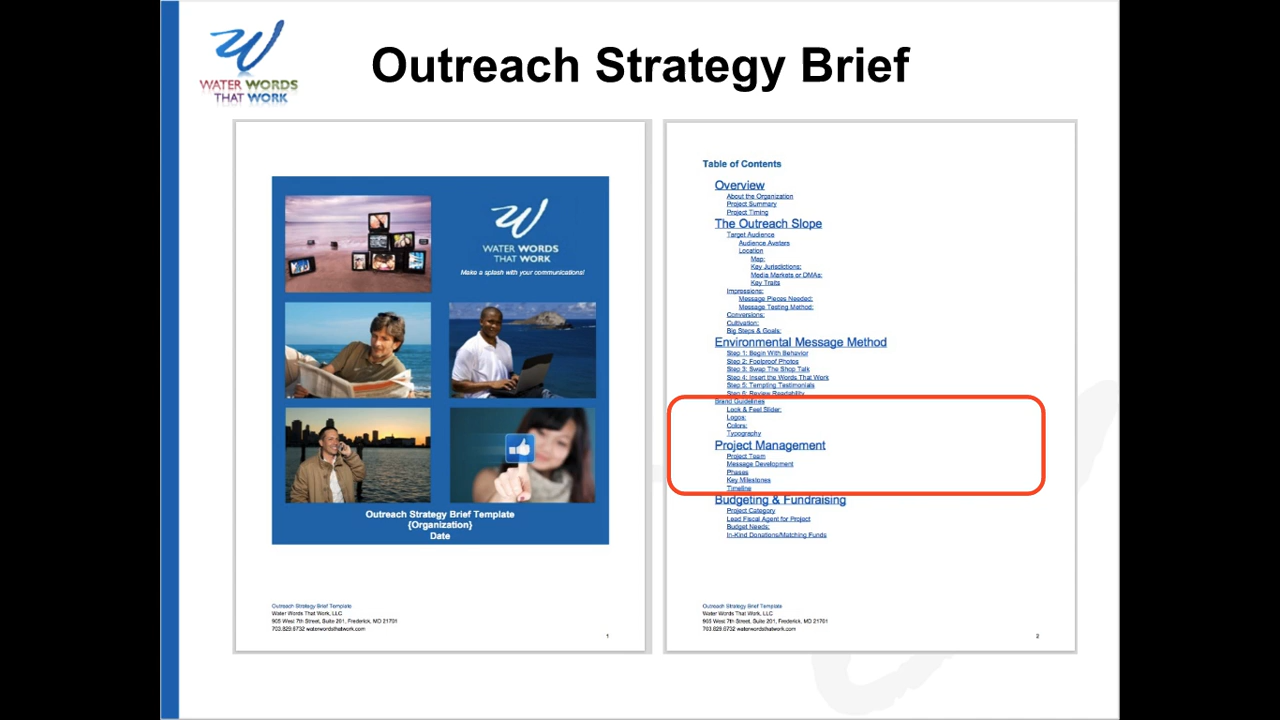 WATER WORDS
THAT WORK
Outreach Strategy Brief
WATER WORDS
THAT WORK
Make a splash with your communications!
Outreach Strategy Brief Template
{Organization}
Date
Outreach Strategy Brief Template
Water Words That Work, LLC
905 West 7th Street, Suite 201, Frederick, MD 21701
703.829.6732 waterwordsthatwork.com
1
Table of Contents
Overview
About the Organization
Project Summary
Project Timing
The Outreach Slope
Target Audience
Audience Avatars
Location
Map:
Key Jurisdictions:
Media Markets or DMAs:
Key Traits
Impressions:
Message Pieces Needed:
Message Testing Method:
Conversions:
Cultivation:
Big Steps & Goals:
Environmental Message Method
Step 1: Begin With Behavior
Step 2: Foolproof Photos
Step 3: Swap The Shop Talk
Step 4: Insert the Words That Work
Step 5: Tempting Testimonials
Step 6: Review Readability
Brand Guidelines
Look & Feel Slider:
Logos:
Colors:
Typography
Project Management
Project Team
Message Development
Phases
Key Milestones
Timeline
Budgeting & Fundraising
Project Category
Lead Fiscal Agent for Project
Budget Needs:
In-Kind Donations/Matching Funds
Outreach Strategy Brief Template
Water Words That Work, LLC
905 West 7th Street, Suite 201, Frederick, MD 21701
703.829.6732 waterwordsthatwork.com
2